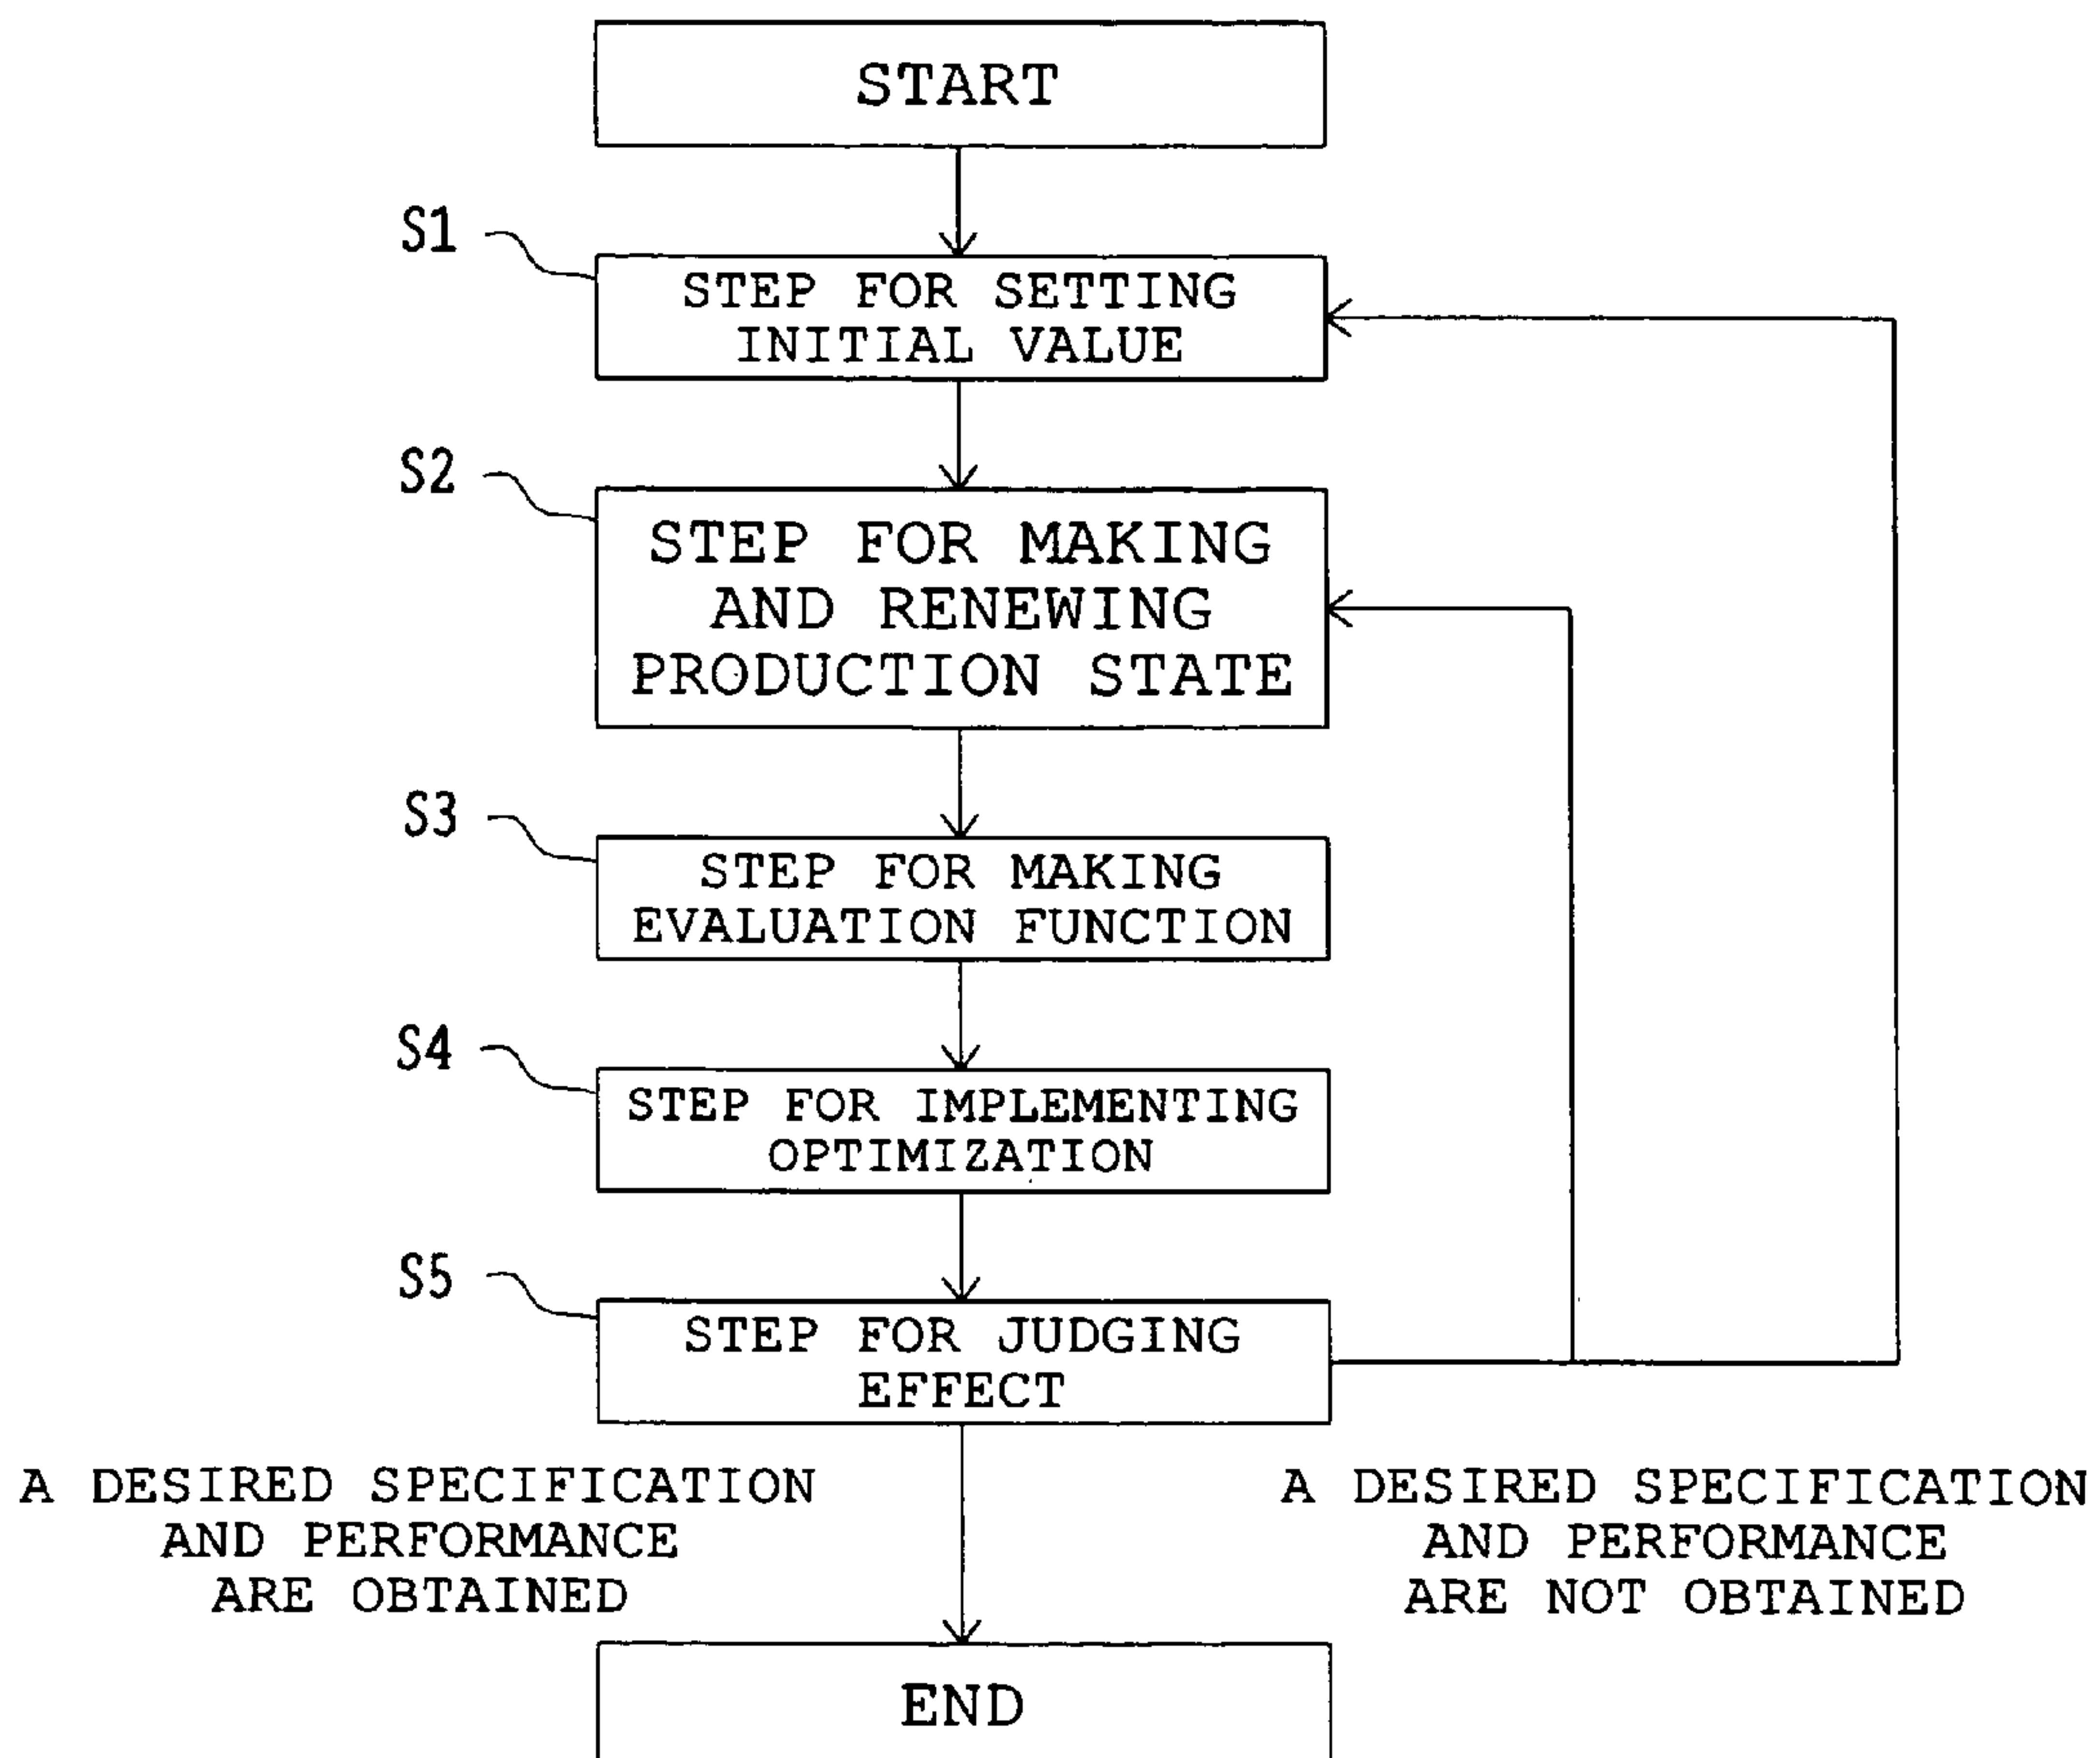 START
S1
STEP FOR SETTING
INITIAL VALUE
S2
STEP FOR MAKING
AND RENEWING
PRODUCTION STATE
S3
STEP FOR MAKING
EVALUATION FUNCTION
S4
STEP FOR IMPLEMENTING
OPTIMIZATION
S5
STEP FOR JUDGING
EFFECT
A DESIRED SPECIFICATION
AND PERFORMANCE
ARE OBTAINED
A DESIRED SPECIFICATION
AND PERFORMANCE
ARE NOT OBTAINED
END